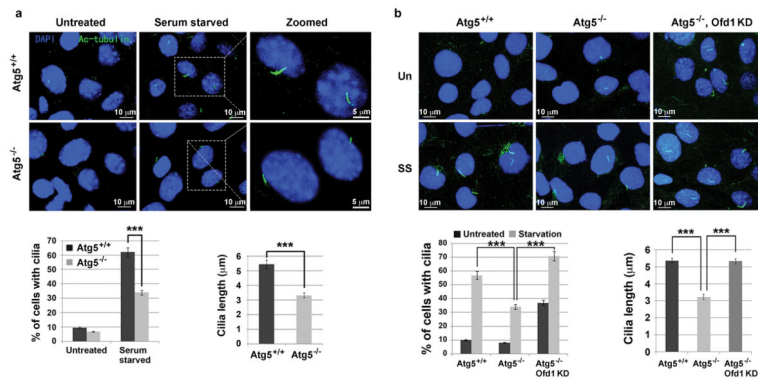 a
Untreated
Serum starved
Zoomed
Atg5+/+
DAPI Ac-tubulin
10 μm
10 μm
5 μm
Atg5-/-
10 μm
10 μm
5 μm
% of cells with cilia
70
60
50
40
30
20
10
0
Atg5+/+
Atg5-/-
***
Untreated
Serum starved
Cilia length (μm)
6
5
4
3
2
1
0
***
Atg5+/+
Atg5-/-
b
Atg5+/+
Atg5-/-
Atg5-/-, Ofd1 KD
Un
10 μm
10 μm
10 μm
SS
10 μm
10 μm
10 μm
Untreated
Starvation
% of cells with cilia
80
70
60
50
40
30
20
10
0
***
***
Atg5+/+
Atg5-/-
Atg5-/-
Ofd1 KD
Cilia length (μm)
6
5
4
3
2
1
0
***
***
Atg5+/+
Atg5-/-
Atg5-/-
Ofd1 KD